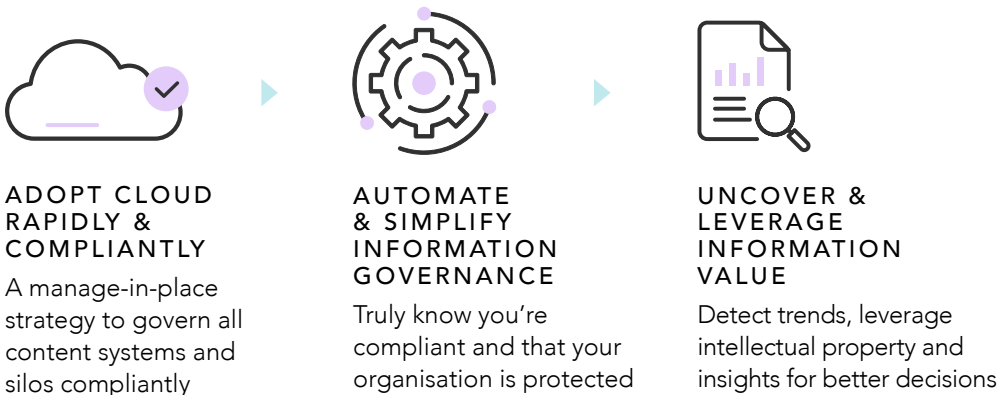 ADOPT CLOUD
RAPIDLY &
COMPLIANTLY
A manage-in-place
strategy to govern all
content systems and
silos compliantly
AUTOMATE
& SIMPLIFY
INFORMATION
GOVERNANCE
Truly know you’re
compliant and that your
organisation is protected
UNCOVER &
LEVERAGE
INFORMATION
VALUE
Detect trends, leverage
intellectual property and
insights for better decisions